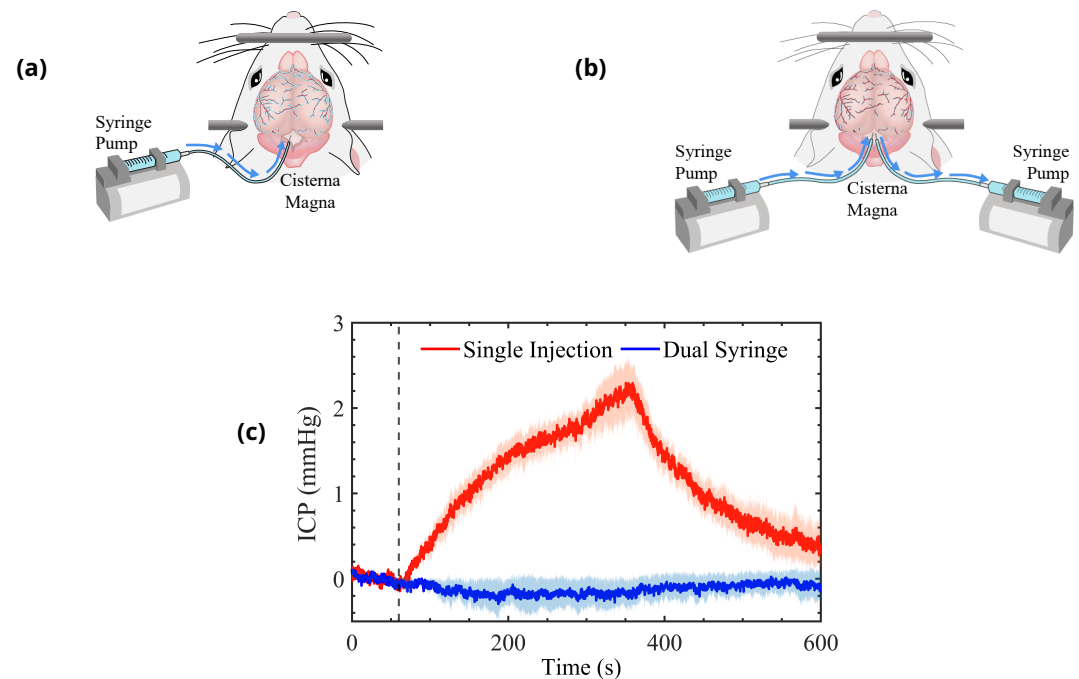 (a)
Syringe
Pump
Cisterna
Magna
(b)
Syringe
Pump
Cisterna
Magna
Syringe
Pump
(c)
ICP (mmHg)
3
2
1
0
Single Injection
Dual Syringe
0 200 400 600
Time (s)